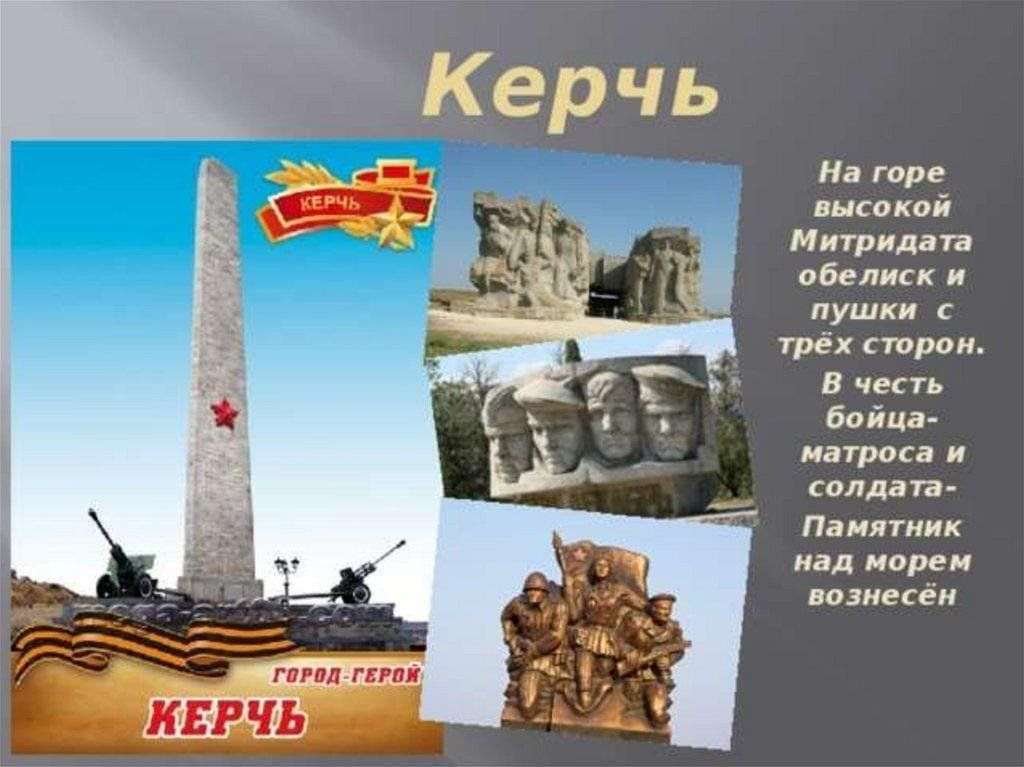 Керчь
КЕРЧЬ
ГОРОД-ГЕРОЙ
КЕРЧЬ
На горе
высокой
Митридата
обелиск и
пушки с
трёх сторон.
В честь
бойца-
матроса и
солдата-
Памятник
над морем
вознесён